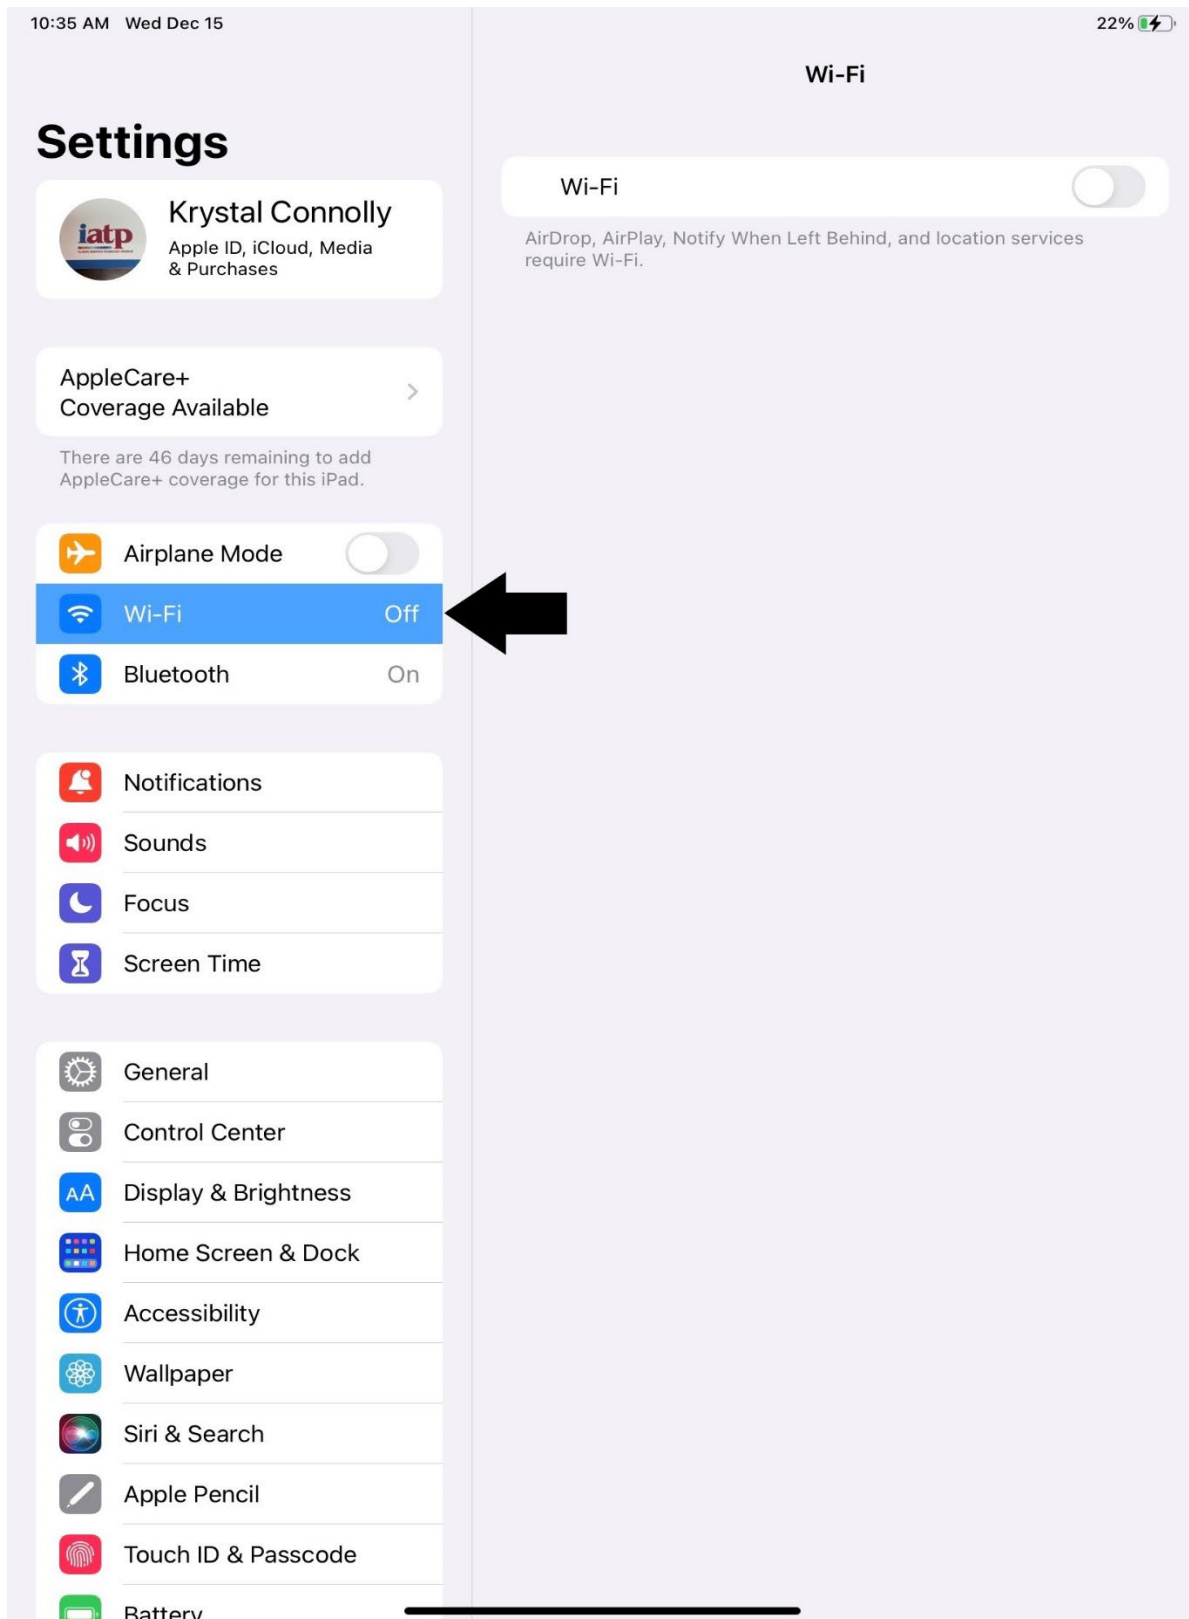 10:35 AM Wed Dec 15
22%
Settings
iatp
Krystal Connolly
Apple ID, iCloud, Media
& Purchases
AppleCare+
Coverage Available
There are 46 days remaining to add
AppleCare+ coverage for this iPad.
Airplane Mode
Wi-Fi Off
Bluetooth On
Notifications
Sounds
Focus
Screen Time
General
Control Center
AA
Display & Brightness
Home Screen & Dock
Accessibility
Wallpaper
Siri & Search
Apple Pencil
Touch ID & Passcode
Battery
Wi-Fi
Wi-Fi
AirDrop, AirPlay, Notify When Left Behind, and location services
require Wi-Fi.